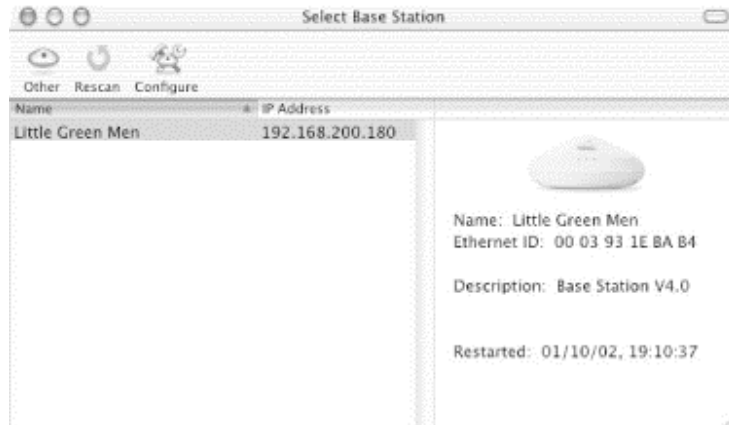 Select Base Station
Other Rescan Configure
Name IP Address
Little Green Men 192.168.200.180
Name: Little Green Men
Ethernet ID: 00 03 93 1E BA B4
Description: Base Station V4.0
Restarted: 01/10/02, 19:10:37